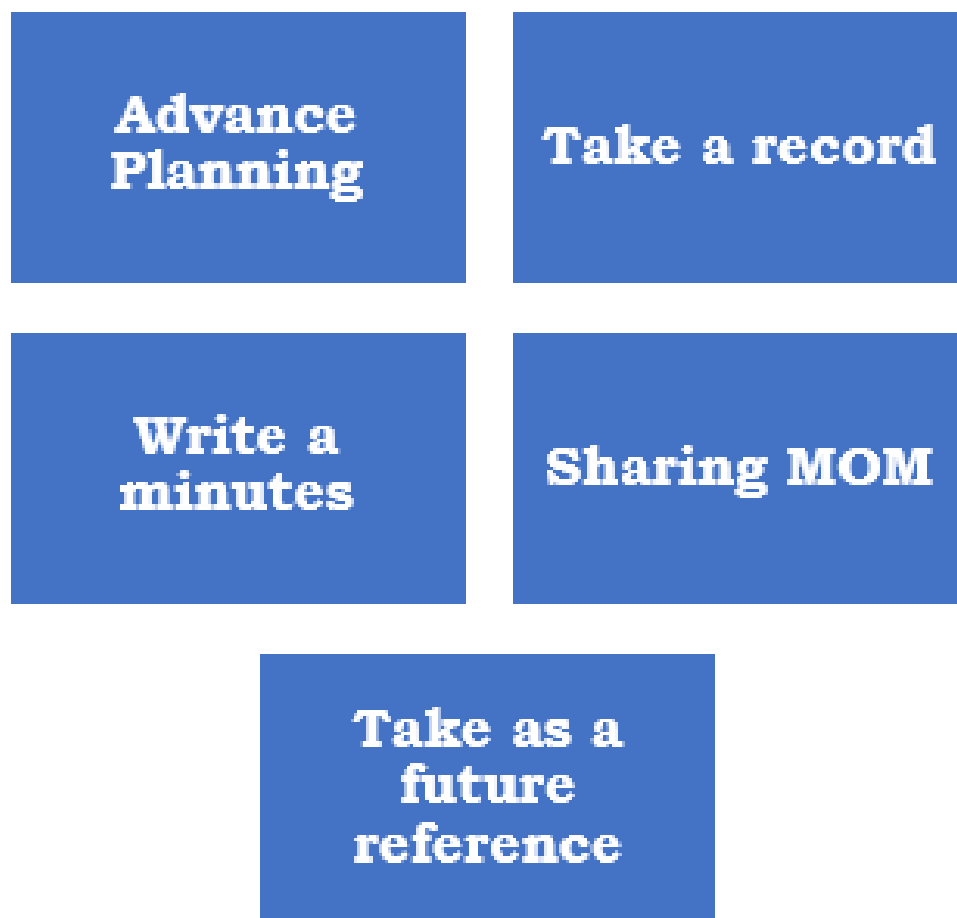 Advance
Planning
Take a record
Write a
minutes
Sharing MOM
Take as a
future
reference